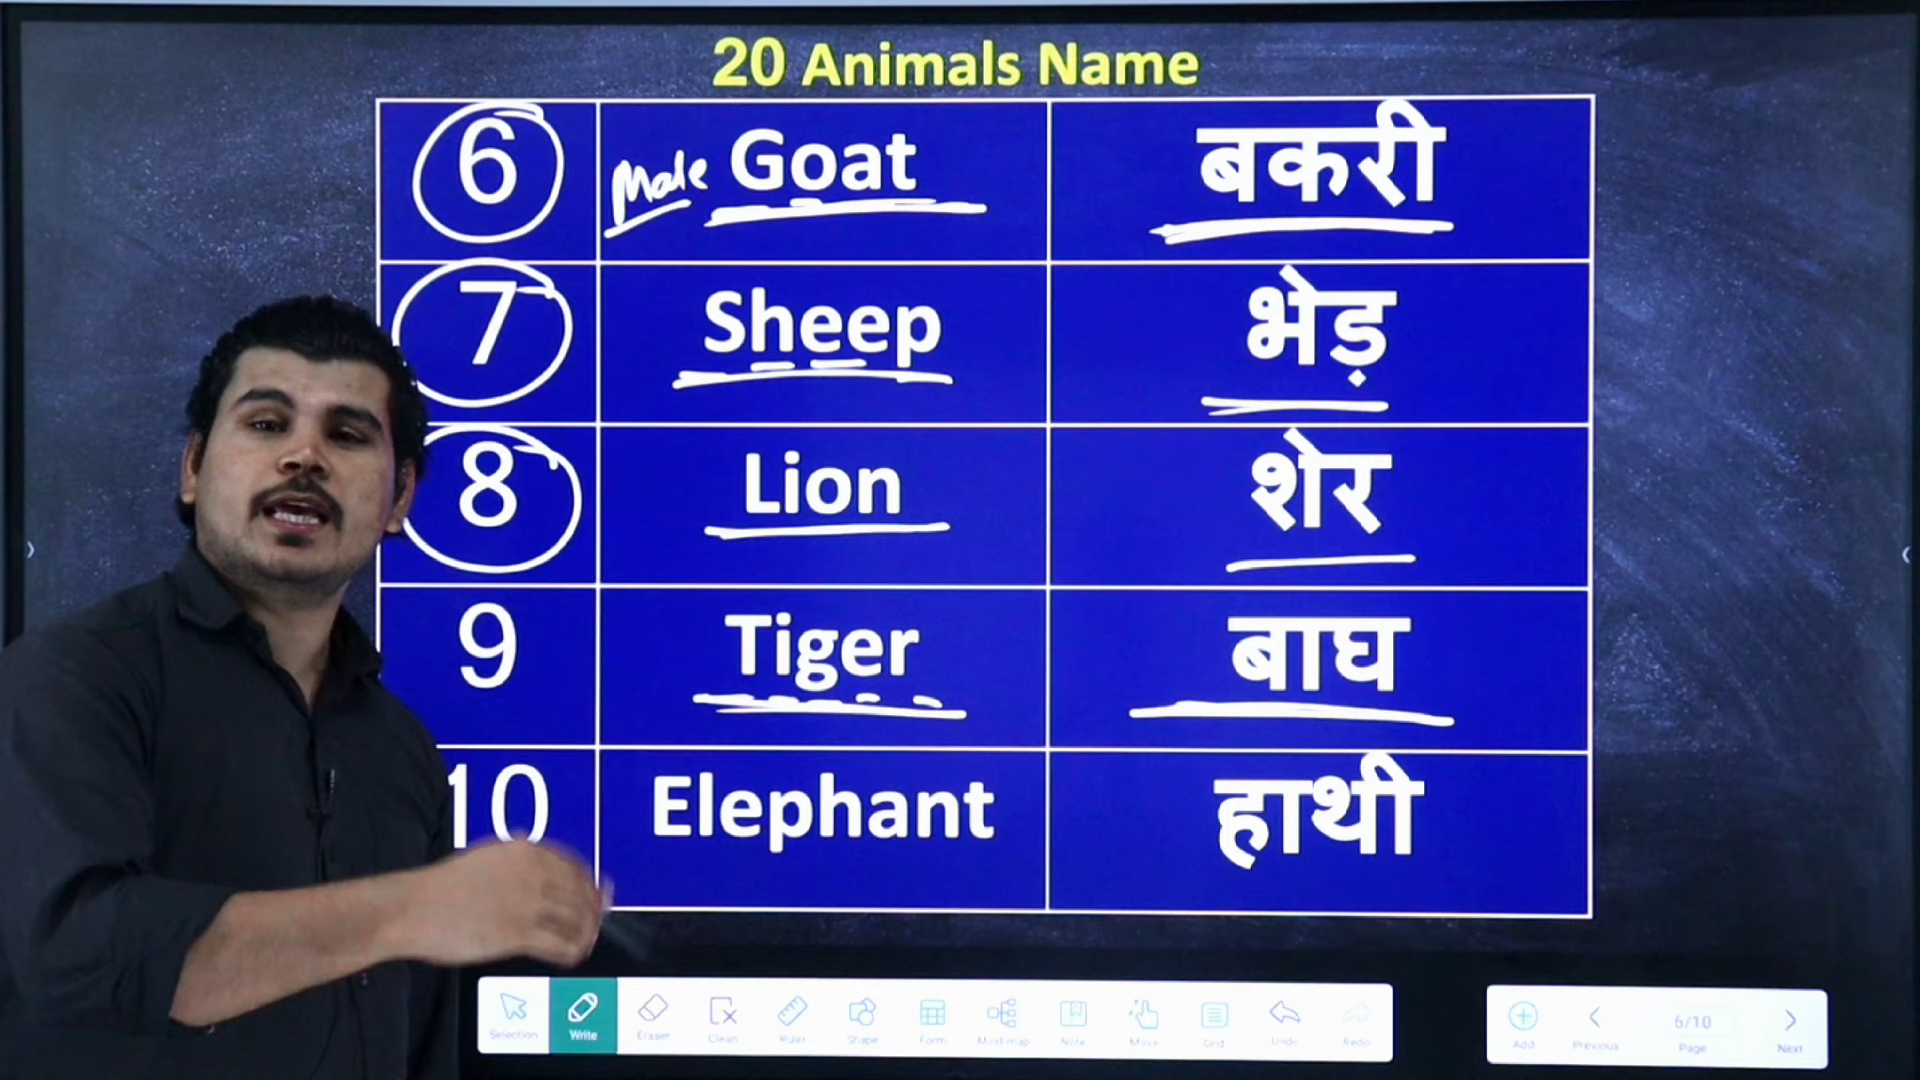 20 Animals Name
6 Male Goat बकरी
7 Sheep भेड़
8 Lion शेर
9 Tiger बाघ
10 Elephant हाथी
Selection Write Eraser Clean Ruler Shape Form Mind map Note Move Grid Undo Redo
Add Previous 6/10 Page Next